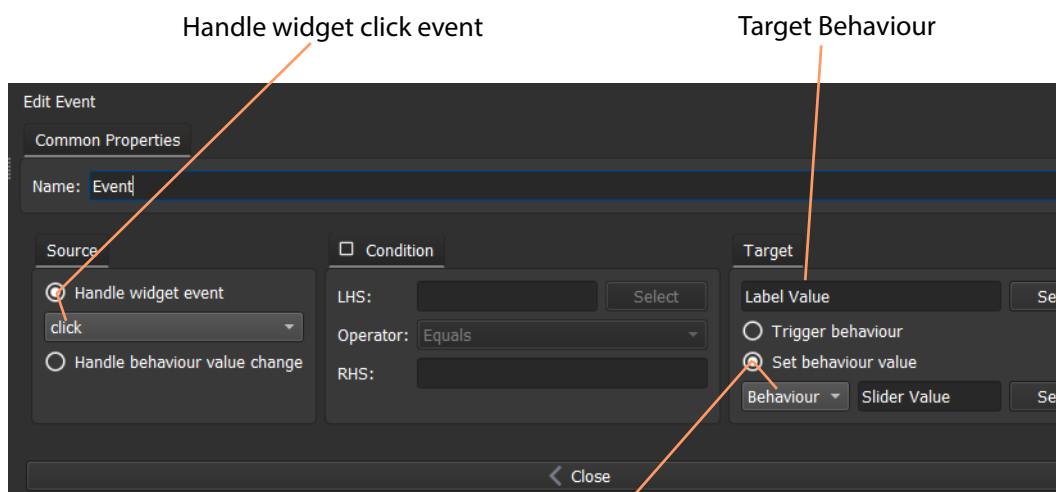 Handle widget click event
Target Behaviour
Edit Event
Common Properties
Name: Event
Source
Condition
Target
Handle widget event
click
Handle behaviour value change
LHS:
Select
Operator: Equals
RHS:
Label Value
Se
Trigger behaviour
Set behaviour value
Behaviour
Slider Value
Se
Close